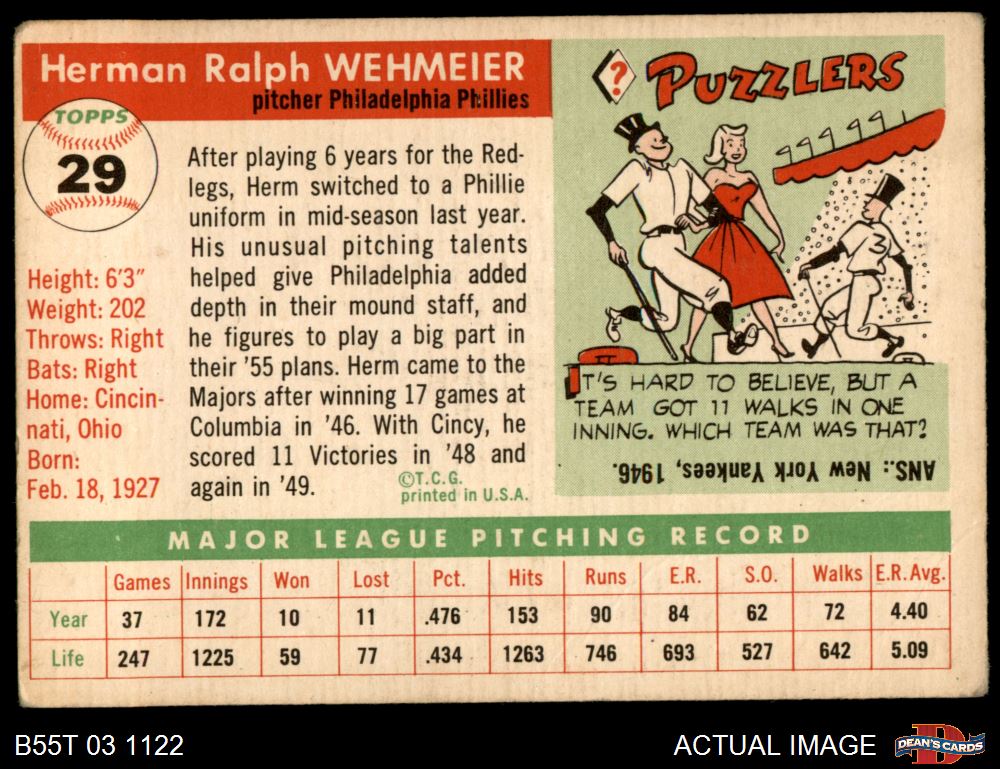 Herman Ralph WEHMEIER
pitcher Philadelphia Phillies
TOPPS
29
Height: 6'3"
Weight: 202
Throws: Right
Bats: Right
Home: Cincin-
nati, Ohio
Born:
Feb. 18, 1927
After playing 6 years for the Red-
legs, Herm switched to a Phillie
uniform in mid-season last year.
His unusual pitching talents
helped give Philadelphia added
depth in their mound staff, and
he figures to play a big part in
their '55 plans. Herm came to the
Majors after winning 17 games at
Columbia in '46. With Cincy, he
scored 11 Victories in '48 and
again in '49.
©T.C.G.
printed in U.S.A.
? PUZZLERS
3
IT'S HARD TO BELIEVE, BUT A
TEAM GOT 11 WALKS IN ONE
INNING. WHICH TEAM WAS THAT?
ANS.: New York Yankees, 1946.
MAJOR LEAGUE PITCHING RECORD
Games Innings Won Lost Pct. Hits Runs E.R. S.O. Walks E.R. Avg.
Year 37 172 10 11 .476 153 90 84 62 72 4.40
Life 247 1225 59 77 .434 1263 746 693 527 642 5.09
B55T 03 1122
ACTUAL IMAGE
D
DEAN'S CARDS